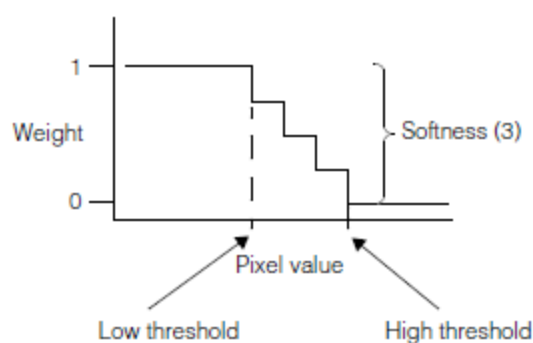 1
Weight
Softness (3)
0
Pixel value
Low threshold
High threshold